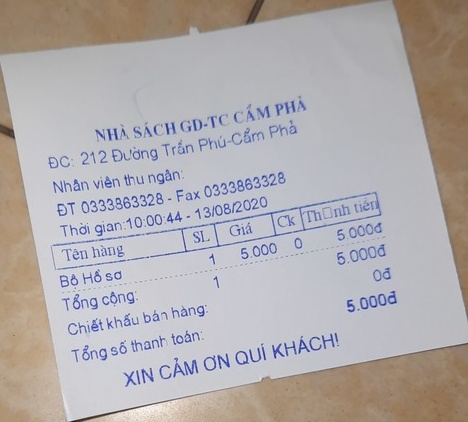 NHÀ SÁCH GD-TC CẨM PHẢ
ĐC: 212 Đường Trần Phú-Cẩm Phả
Nhân viên thu ngân:
ĐT 0333863328 - Fax 0333863328
Thời gian:10:00:44 - 13/08/2020
Tên hàng SL Giá Ck Th□nh tiền
Bộ Hồ sơ 1 5.000 0 5.000đ
Tổng cộng: 1 5.000đ
Chiết khấu bán hàng: 0đ
Tổng số thanh toán: 5.000đ
XIN CẢM ƠN QUÍ KHÁCH!